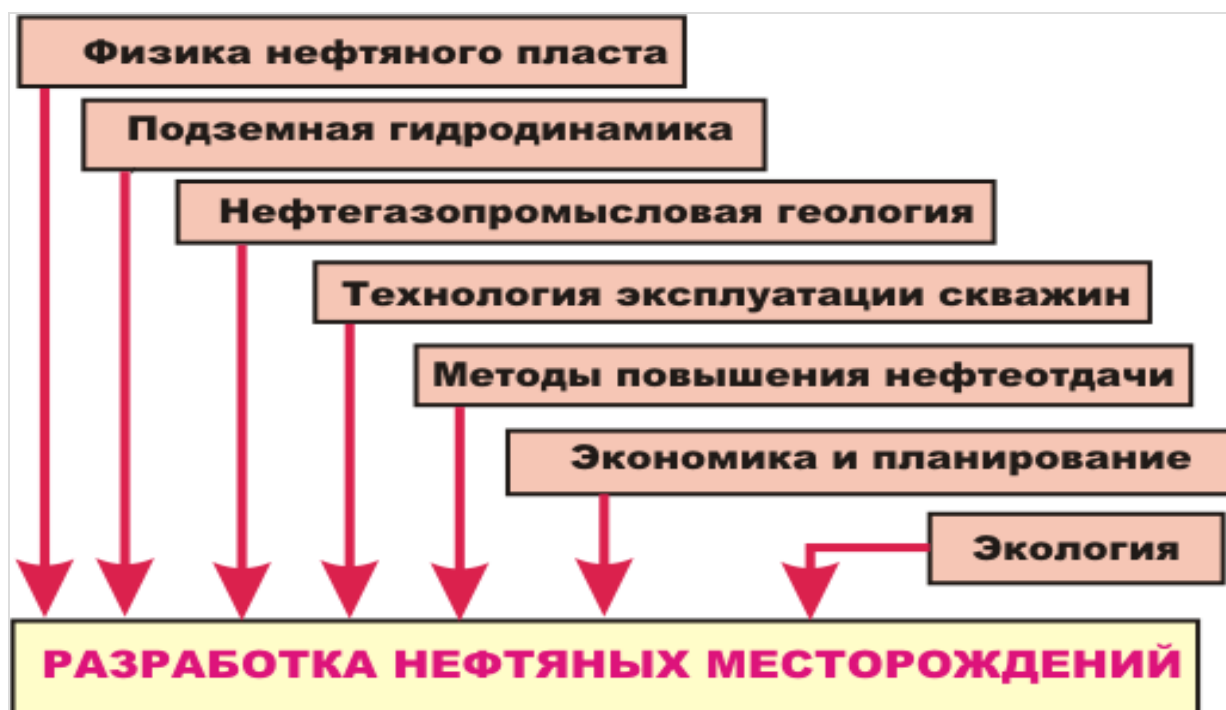 Физика нефтяного пласта
Подземная гидродинамика
Нефтегазопромысловая геология
Технология эксплуатации скважин
Методы повышения нефтеотдачи
Экономика и планирование
Экология
РАЗРАБОТКА НЕФТЯНЫХ МЕСТОРОЖДЕНИЙ